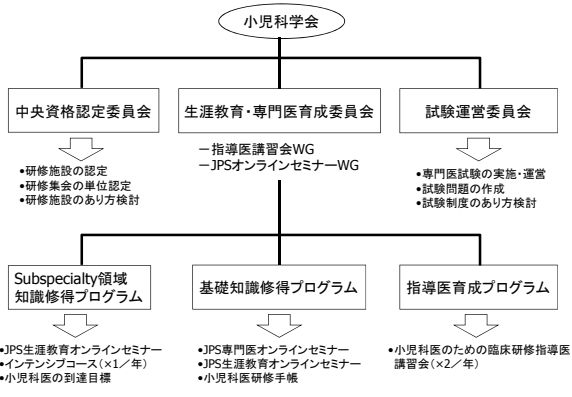 小児科学会
中央資格認定委員会
生涯教育・専門医育成委員会
試験運営委員会
●研修施設の認定
●研修集会の単位認定
●研修施設のあり方検討
－指導医講習会WG
－JPSオンラインセミナーWG
●専門医試験の実施・運営
●試験問題の作成
●試験制度のあり方検討
Subspecialty領域
知識修得プログラム
基礎知識修得プログラム
指導医育成プログラム
●JPS生涯教育オンラインセミナー
●インテンシブコース(×1／年)
●小児科医の到達目標
●JPS専門医オンラインセミナー
●JPS生涯教育オンラインセミナー
●小児科医研修手帳
●小児科医のための臨床研修指導医
講習会(×2／年)